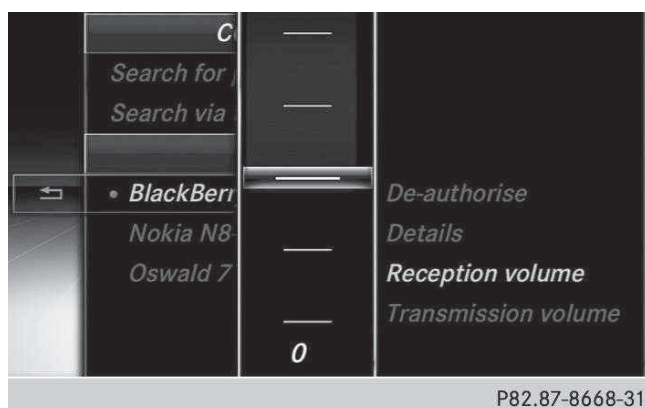 C
Search for
Search via
BlackBerr
Nokia N8-
Oswald 7
0
De-authorise
Details
Reception volume
Transmission volume
P82.87-8668-31